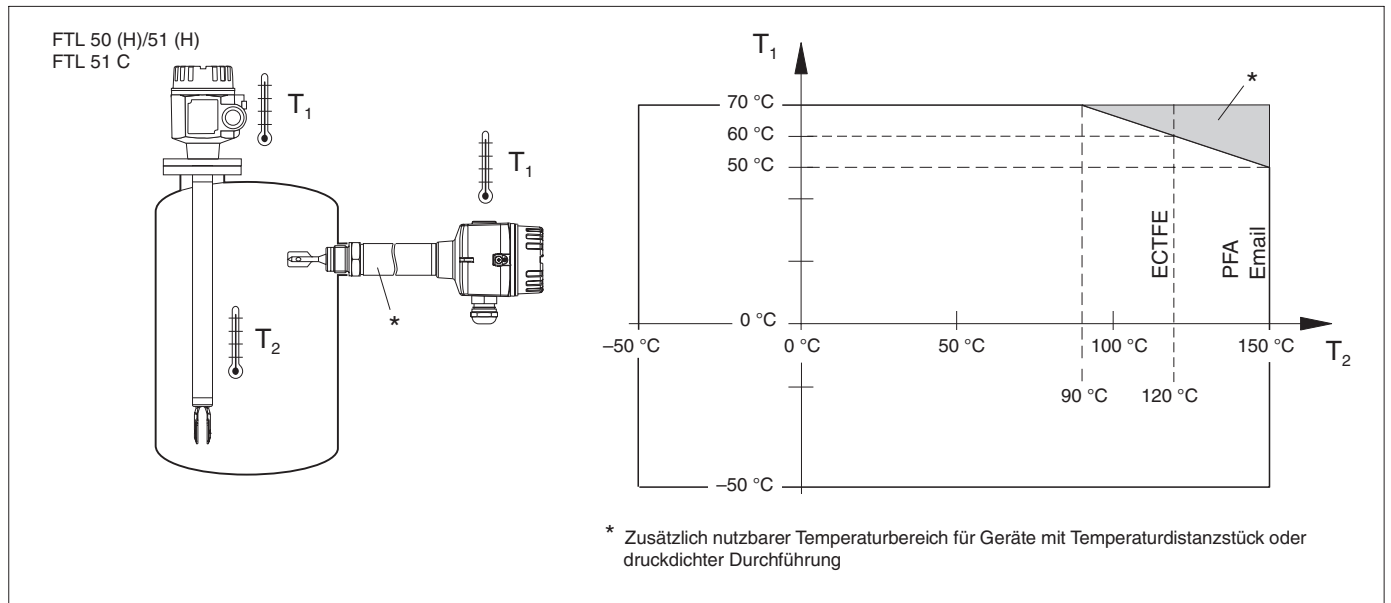 FTL 50 (H)/51 (H)
FTL 51 C
T1
T1
*
T2
T1
*
70 °C
60 °C
50 °C
ECTFE
PFA
Email
0 °C
–50 °C
0 °C
50 °C
100 °C
150 °C
T2
90 °C
120 °C
–50 °C
* Zusätzlich nutzbarer Temperaturbereich für Geräte mit Temperaturdistanzstück oder
druckdichter Durchführung